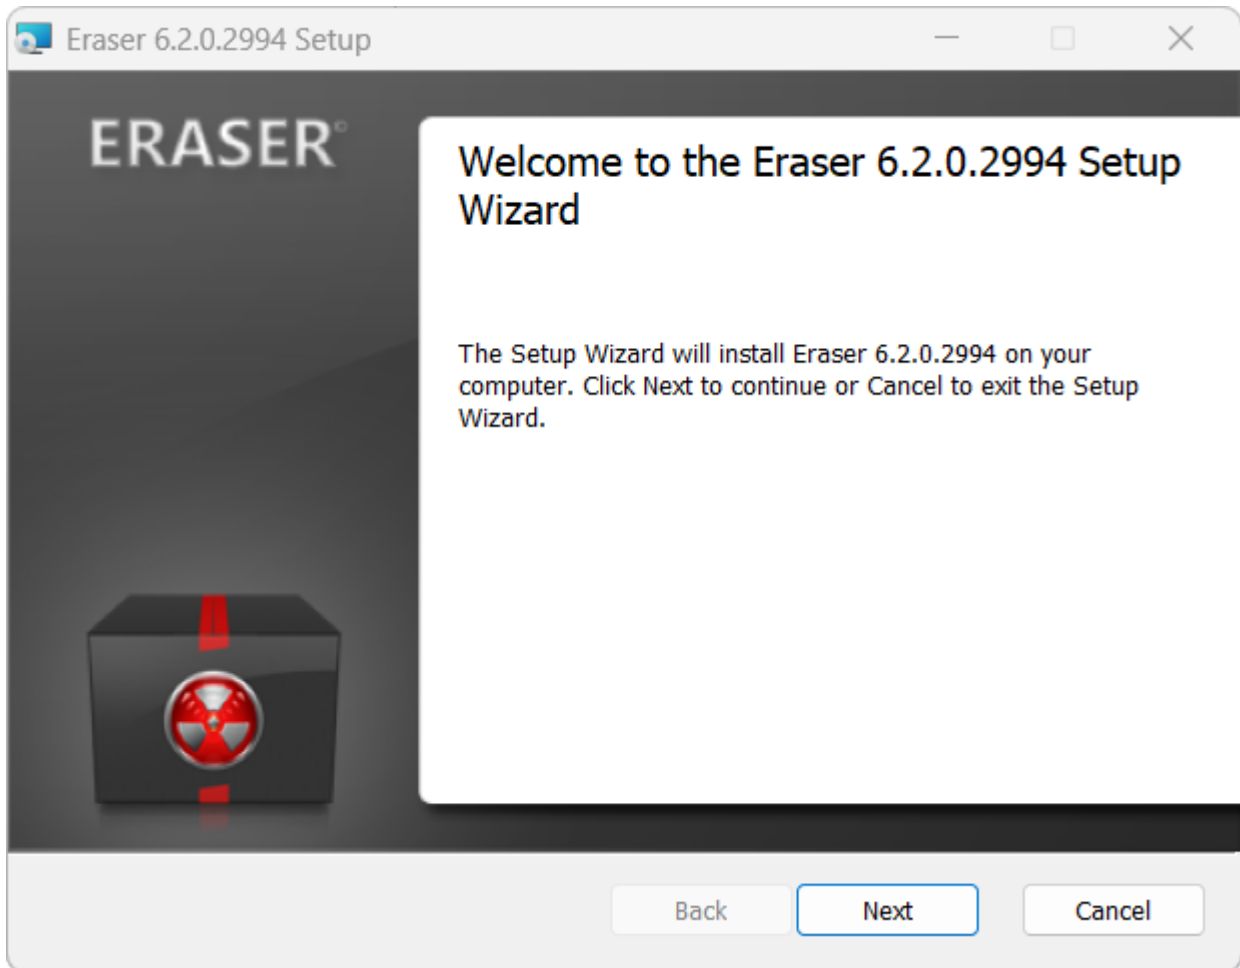 Eraser 6.2.0.2994 Setup
ERASER©
Welcome to the Eraser 6.2.0.2994 Setup
Wizard
The Setup Wizard will install Eraser 6.2.0.2994 on your
computer. Click Next to continue or Cancel to exit the Setup
Wizard.
Back
Next
Cancel